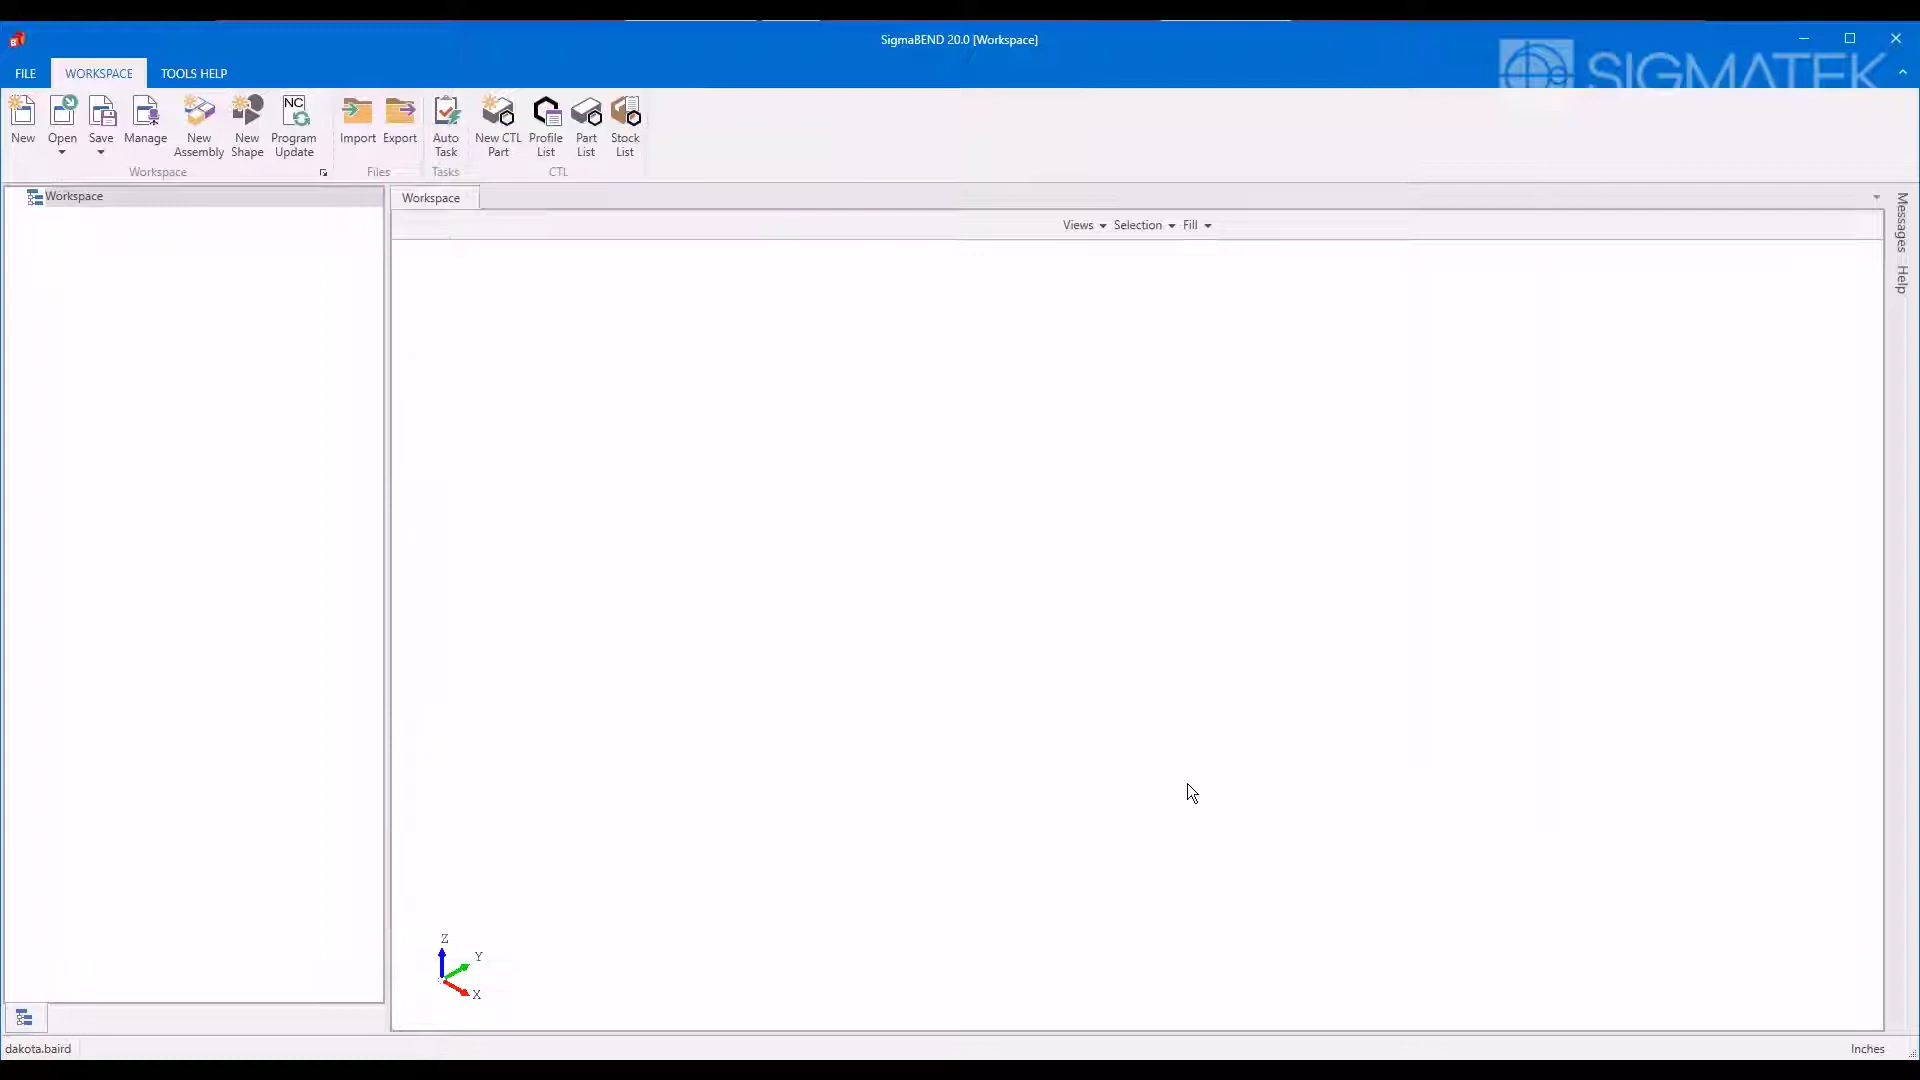 SigmaBEND 20.0 [Workspace]
SIGMATEK
FILE WORKSPACE TOOLS HELP
New Open Save Manage New Assembly New Shape NC Program Update Import Export Auto Task New CTL Part Profile List Part List Stock List
Workspace Files Tasks CTL
Workspace
Workspace
Views Selection Fill
Messages Help
Z
Y
X
dakota.baird
Inches